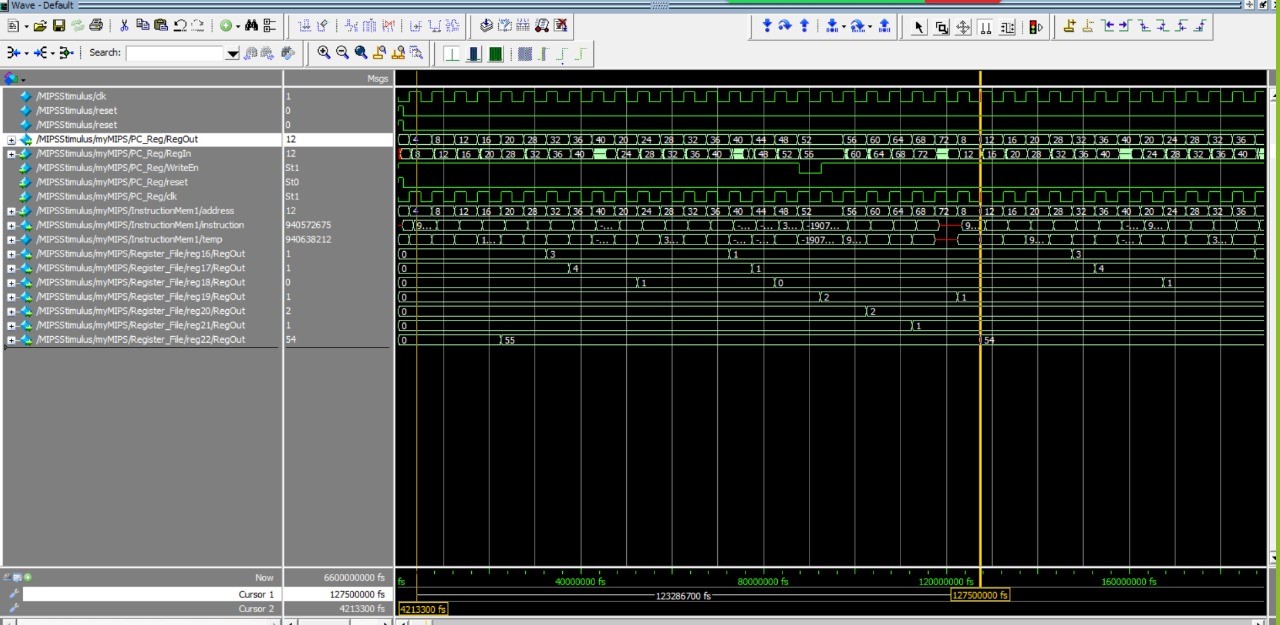 Wave - Default
Search:
Msgs
/MIPSStimulus/clk 1
/MIPSStimulus/reset 0
/MIPSStimulus/reset 0
/MIPSStimulus/myMIPS/PC_Reg/RegOut 12 4 8 12 16 20 28 32 36 40 20 24 28 32 36 40 44 48 52 56 60 64 68 72 8 12 16 20 28 32 36 40 20 24 28 32 36
/MIPSStimulus/myMIPS/PC_Reg/RegIn 12 8 12 16 20 28 32 36 40 24 28 32 36 40 48 52 56 60 64 68 72 12 16 20 28 32 36 40 24 28 32 36 40
/MIPSStimulus/myMIPS/PC_Reg/WriteEn St1
/MIPSStimulus/myMIPS/PC_Reg/reset St0
/MIPSStimulus/myMIPS/PC_Reg/clk St1
/MIPSStimulus/myMIPS/InstructionMem1/address 12 4 8 12 16 20 28 32 36 40 20 24 28 32 36 40 44 48 52 56 60 64 68 72 8 12 16 20 28 32 36 40 20 24 28 32 36
/MIPSStimulus/myMIPS/InstructionMem1/instruction 940572675 9... -... -... -... 3... -1907... 9... -... 9...
/MIPSStimulus/myMIPS/InstructionMem1/temp 940638212 1... -... 3... -... -... -1907... 9... 9... -... 3...
/MIPSStimulus/myMIPS/Register_File/reg16/RegOut 1 0 3 1 3
/MIPSStimulus/myMIPS/Register_File/reg17/RegOut 1 0 4 1 4
/MIPSStimulus/myMIPS/Register_File/reg18/RegOut 0 0 1 0 1
/MIPSStimulus/myMIPS/Register_File/reg19/RegOut 1 0 2 1
/MIPSStimulus/myMIPS/Register_File/reg20/RegOut 2 0 2
/MIPSStimulus/myMIPS/Register_File/reg21/RegOut 1 0 1
/MIPSStimulus/myMIPS/Register_File/reg22/RegOut 54 0 55 54
Now 6600000000 fs fs 40000000 fs 80000000 fs 120000000 fs 160000000 fs
Cursor 1 127500000 fs 123286700 fs 127500000 fs
Cursor 2 4213300 fs 4213300 fs